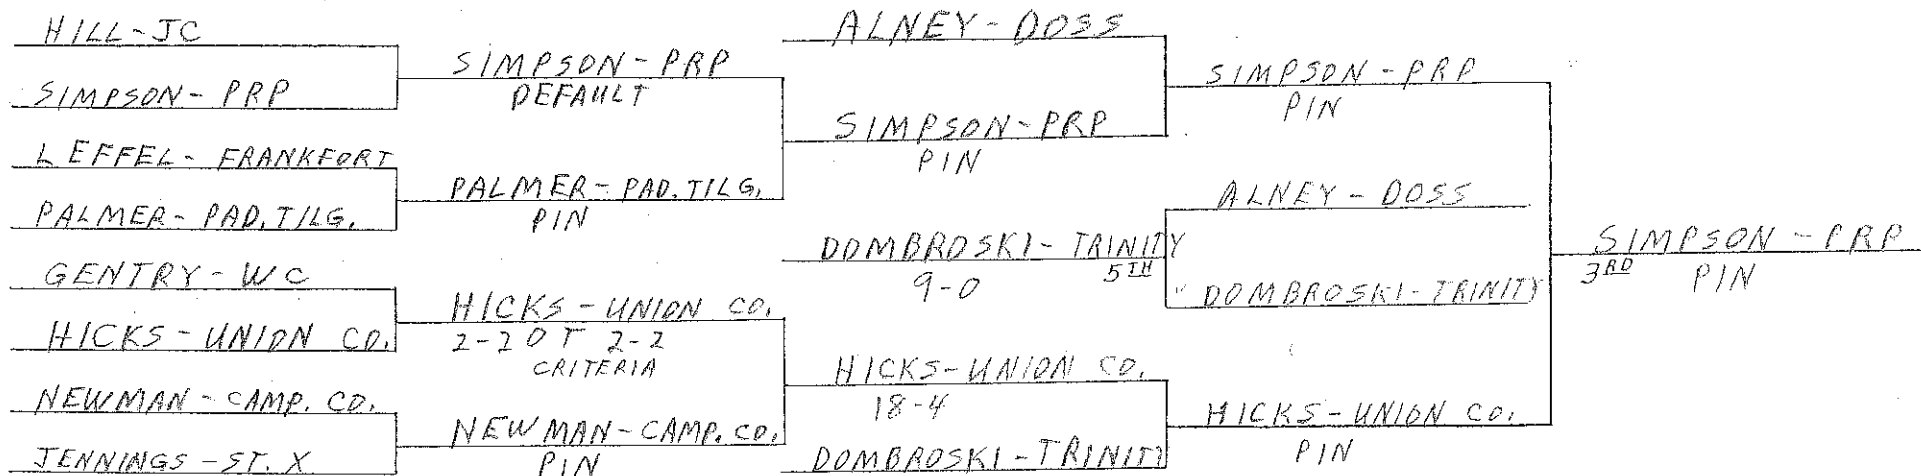 HILL-JC
SIMPSON-PRP
LEFFEL-FRANKFORT
PALMER-PAD.TILG.
GENTRY-WC
HICKS-UNION CO.
NEWMAN-CAMP. CO.
JENNINGS-ST. X
SIMPSON-PRP
DEFAULT
PALMER-PAD.TILG.
PIN
HICKS-UNION CO.
2-2 OT 2-2
CRITERIA
NEWMAN-CAMP. CO.
PIN
ALNEY-DOSS
SIMPSON-PRP
PIN
DOMBROSKI-TRINITY
9-0 5TH
HICKS-UNION CO.
18-4
DOMBROSKI-TRINITY
SIMPSON-PRP
PIN
ALNEY-DOSS
DOMBROSKI-TRINITY
HICKS-UNION CO.
PIN
SIMPSON-PRP
3RD PIN